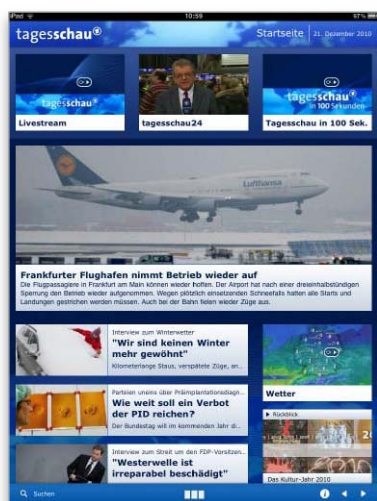 iPad 10:59 97%
tagesschau Startseite 21. Dezember 2010
tagesschau
tagesschau
in 100 Sekunden
Livestream tagesschau24 Tagesschau in 100 Sek.
Lufthansa
Frankfurter Flughafen nimmt Betrieb wieder auf
Die Flugpassagiere in Frankfurt am Main können wieder hoffen. Der Airport hat nach einer dreieinhalbstündigen
Sperrung den Betrieb wieder aufgenommen. Wegen plötzlich einsetzenden Schneefalls hatten alle Starts und
Landungen gestrichen werden müssen. Auch bei der Bahn fielen wieder Züge aus.
Interview zum Winterwetter
"Wir sind keinen Winter
mehr gewöhnt"
Kilometerlange Staus, verspätete Züge, an...
Wetter
Parteien uneins über Präimplantationsdiagn...
Wie weit soll ein Verbot
der PID reichen?
Der Bundestag will im kommenden Jahr di...
Rückblick
Das Kultur-Jahr 2010
Interview zum Streit um den FDP-Vorsitzen...
"Westerwelle ist
irreparabel beschädigt"
Suchen